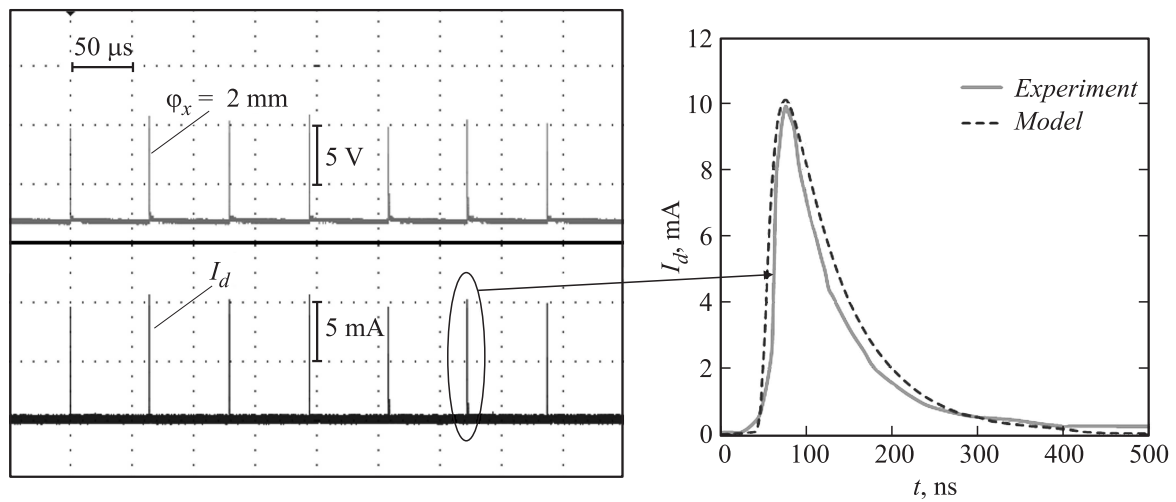 50 μs
φx = 2 mm
5 V
Id
5 mA
12
10
8
6
4
2
0
Id, mA
Experiment
Model
0 100 200 300 400 500
t, ns